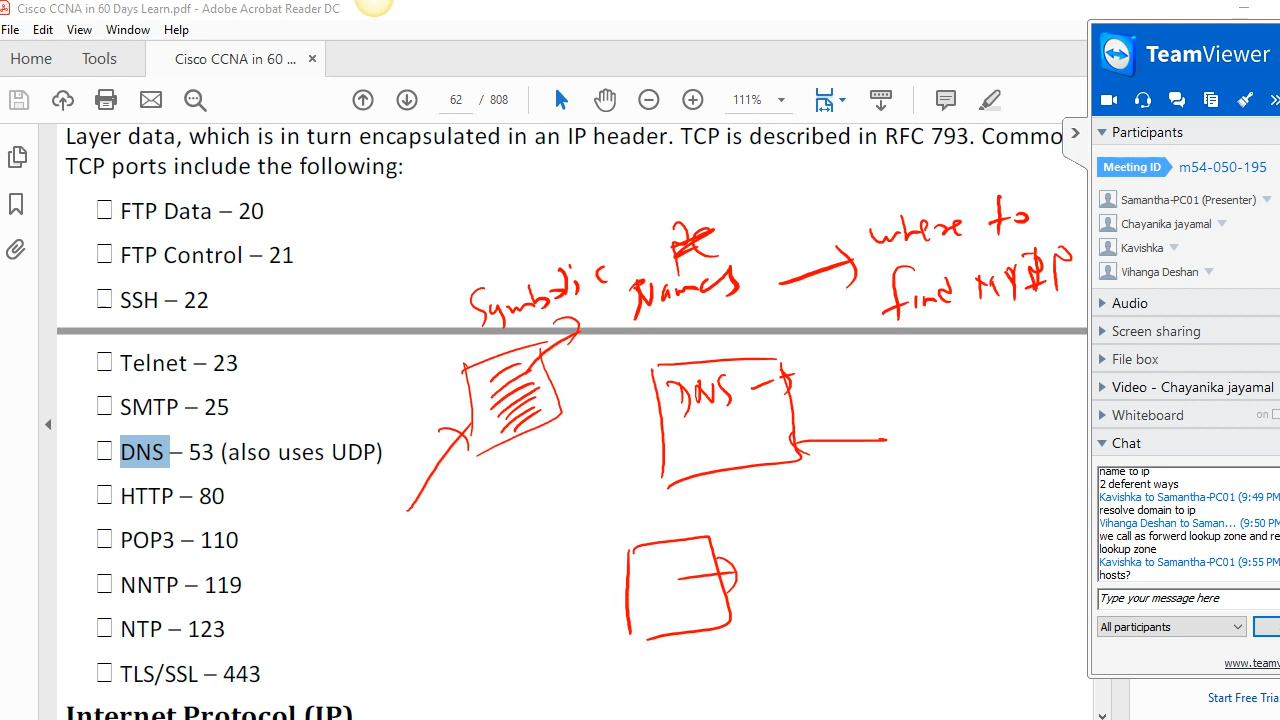 Cisco CCNA in 60 Days Learn.pdf - Adobe Acrobat Reader DC
File Edit View Window Help
Home Tools Cisco CCNA in 60 ... ×
62 / 808 111%
Layer data, which is in turn encapsulated in an IP header. TCP is described in RFC 793. Commo
TCP ports include the following:
FTP Data – 20
FTP Control – 21
SSH – 22
Symbolic Names
where to
find
Telnet – 23
SMTP – 25
DNS – 53 (also uses UDP)
HTTP – 80
POP3 – 110
NNTP – 119
NTP – 123
TLS/SSL – 443
Internet Protocol (IP)
DNS
TeamViewer
Participants
Meeting ID m54-050-195
Samantha-PC01 (Presenter)
Chayanika jayamal
Kavishka
Vihanga Deshan
Audio
Screen sharing
File box
Video - Chayanika jayamal
Whiteboard on
Chat
name to ip
2 deferent ways
Kavishka to Samantha-PC01 (9:49 PM
resolve domain to ip
Vihanga Deshan to Saman... (9:50 PM
we call as forwerd lookup zone and re
lookup zone
Kavishka to Samantha-PC01 (9:55 PM
hosts?
Type your message here
All participants
www.team
Start Free Tria